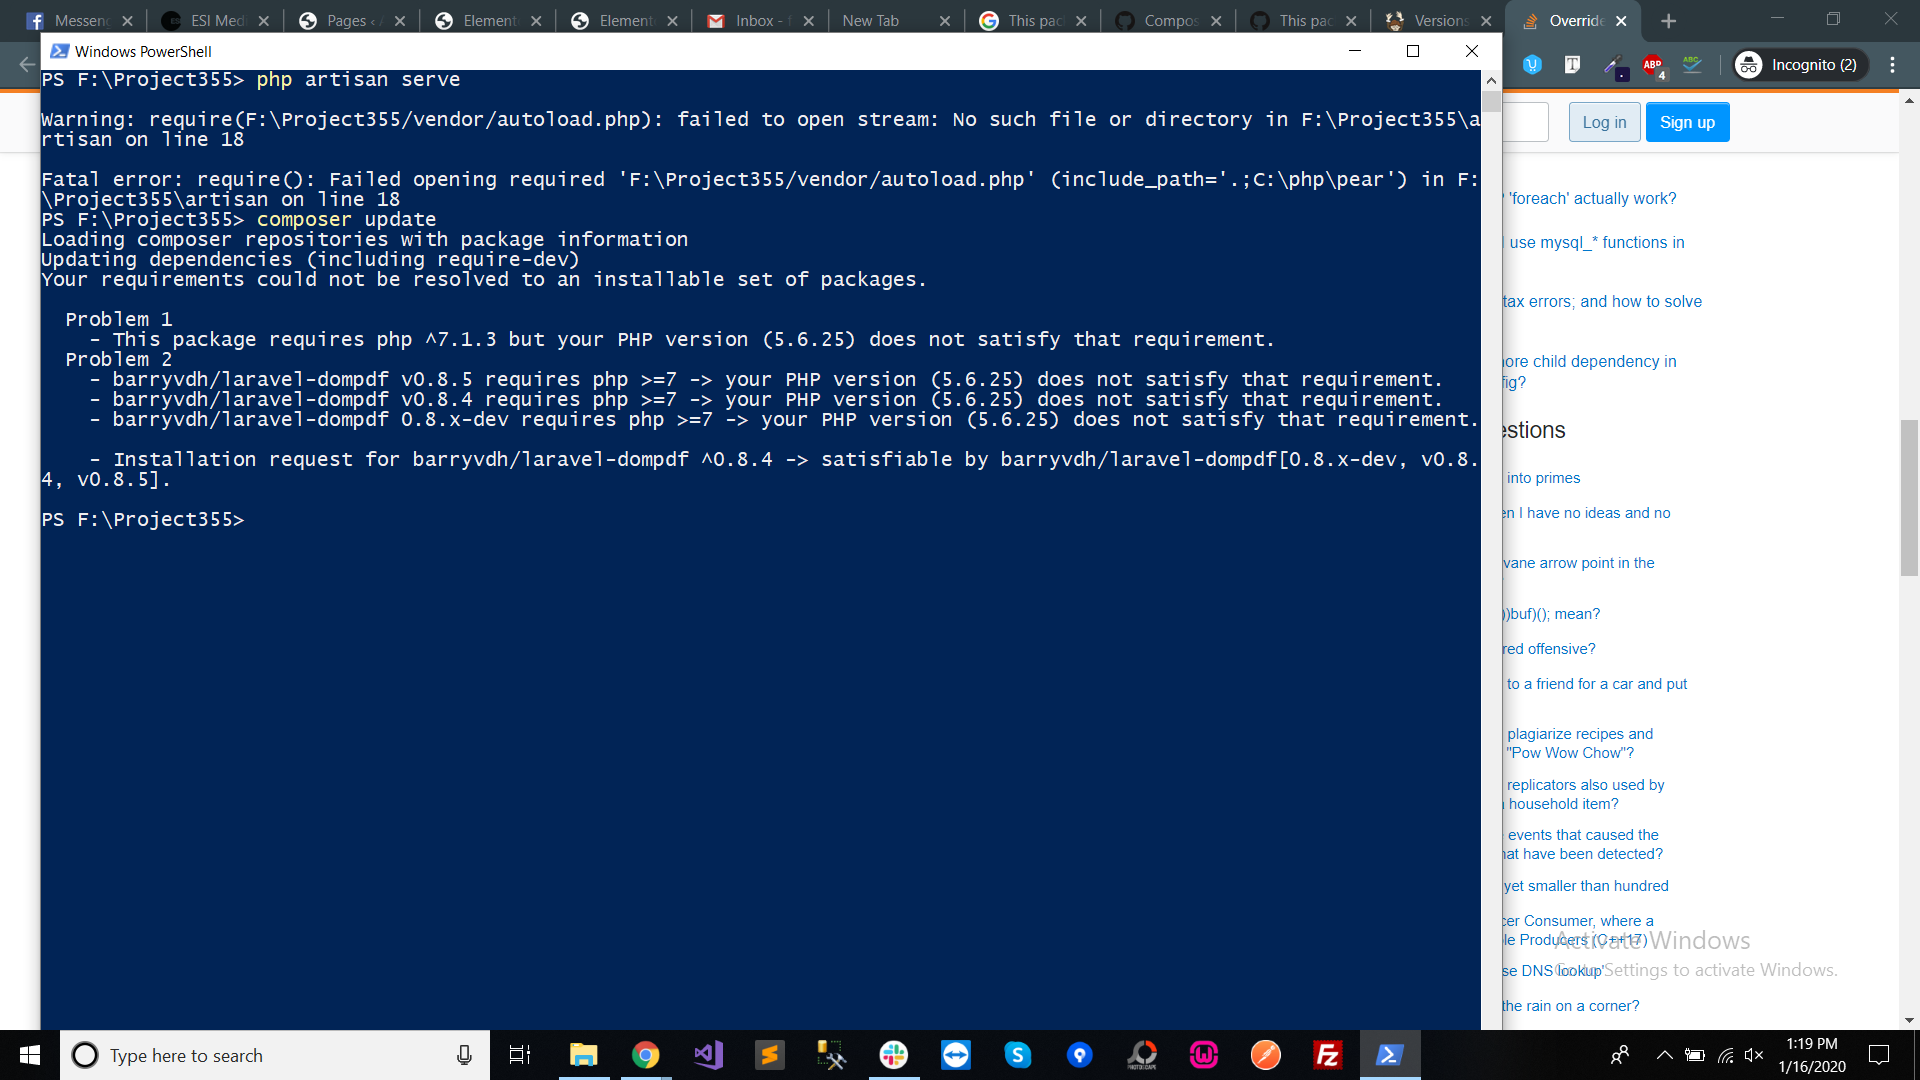 Messeng
ESI Medi
Pages ‹
Element
Element
Inbox - f
New Tab
This pac
Compos
This pac
Versions
Override
Windows PowerShell
ABP
4
ABC
Incognito (2)
PS F:\Project355> php artisan serve
Warning: require(F:\Project355/vendor/autoload.php): failed to open stream: No such file or directory in F:\Project355\a
rtisan on line 18
Fatal error: require(): Failed opening required 'F:\Project355/vendor/autoload.php' (include_path='.;C:\php\pear') in F:
\Project355\artisan on line 18
PS F:\Project355> composer update
Loading composer repositories with package information
Updating dependencies (including require-dev)
Your requirements could not be resolved to an installable set of packages.
Problem 1
- This package requires php ^7.1.3 but your PHP version (5.6.25) does not satisfy that requirement.
Problem 2
- barryvdh/laravel-dompdf v0.8.5 requires php >=7 -> your PHP version (5.6.25) does not satisfy that requirement.
- barryvdh/laravel-dompdf v0.8.4 requires php >=7 -> your PHP version (5.6.25) does not satisfy that requirement.
- barryvdh/laravel-dompdf 0.8.x-dev requires php >=7 -> your PHP version (5.6.25) does not satisfy that requirement.
- Installation request for barryvdh/laravel-dompdf ^0.8.4 -> satisfiable by barryvdh/laravel-dompdf[0.8.x-dev, v0.8.
4, v0.8.5].
PS F:\Project355>
Log in
Sign up
'foreach' actually work?
use mysql_* functions in
tax errors; and how to solve
ore child dependency in
fig?
estions
into primes
en I have no ideas and no
vane arrow point in the
))buf)(); mean?
red offensive?
to a friend for a car and put
plagiarize recipes and
"Pow Wow Chow"?
replicators also used by
household item?
events that caused the
hat have been detected?
yet smaller than hundred
cer Consumer, where a
le Producers (C++17)
se DNS lookup'
the rain on a corner?
Activate Windows
Go to Settings to activate Windows.
Type here to search
PHOTOSCAPE
1:19 PM
1/16/2020